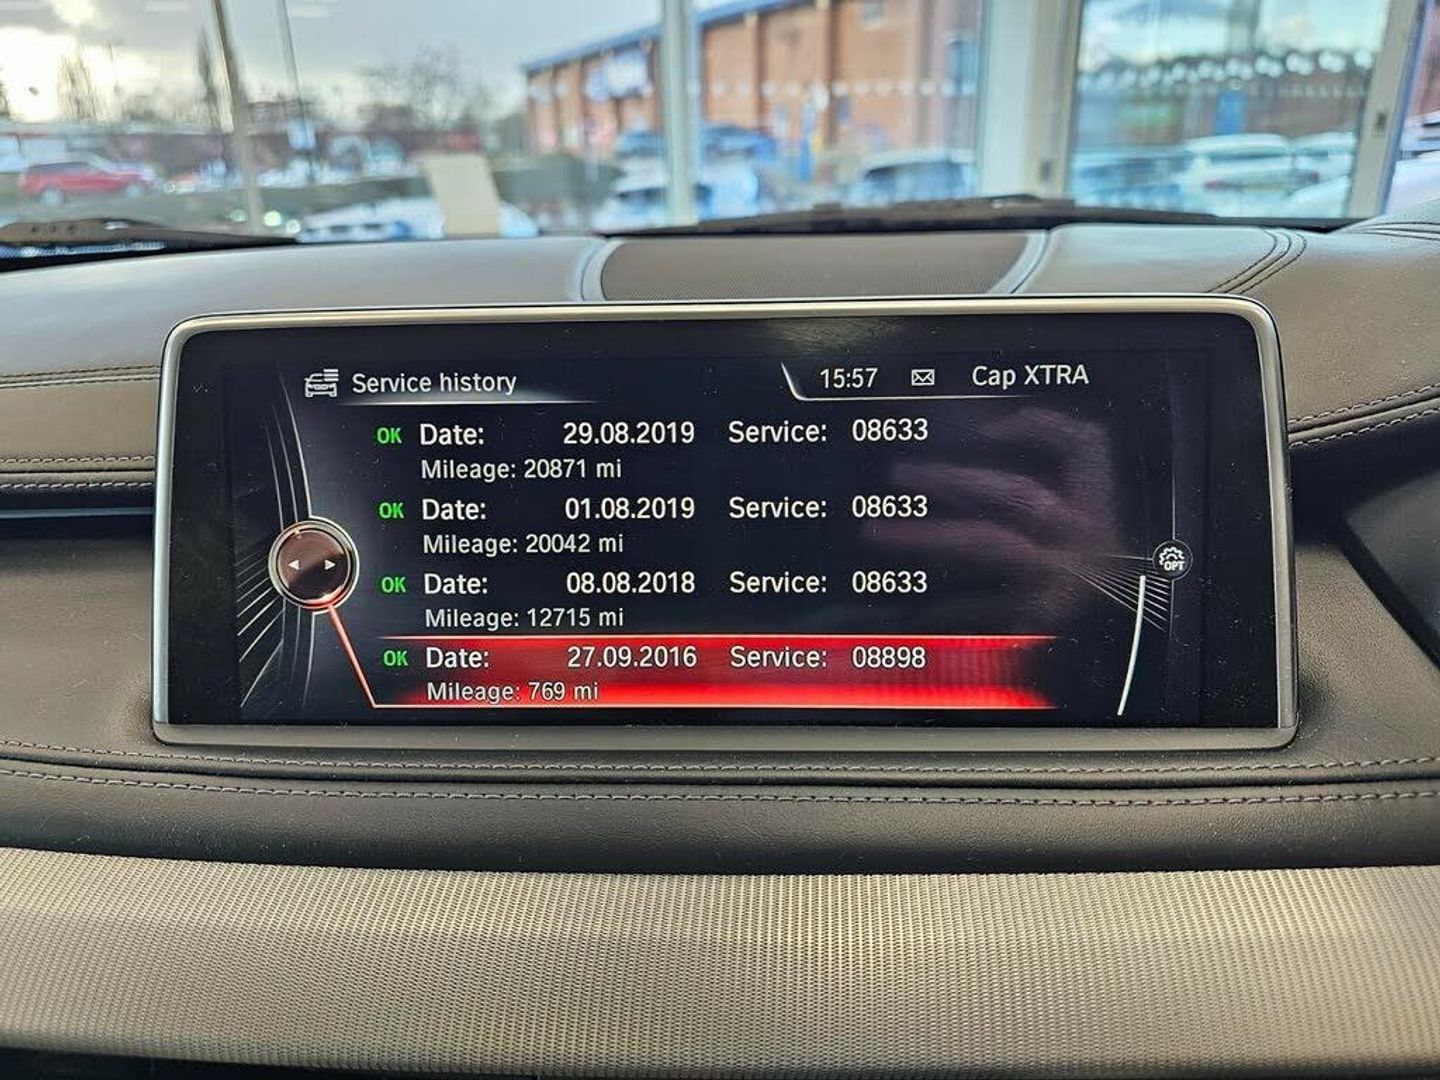 Service history 15:57 Cap XTRA
OK Date: 29.08.2019 Service: 08633
Mileage: 20871 mi
OK Date: 01.08.2019 Service: 08633
Mileage: 20042 mi
OK Date: 08.08.2018 Service: 08633
Mileage: 12715 mi
OK Date: 27.09.2016 Service: 08898
Mileage: 769 mi
OPT